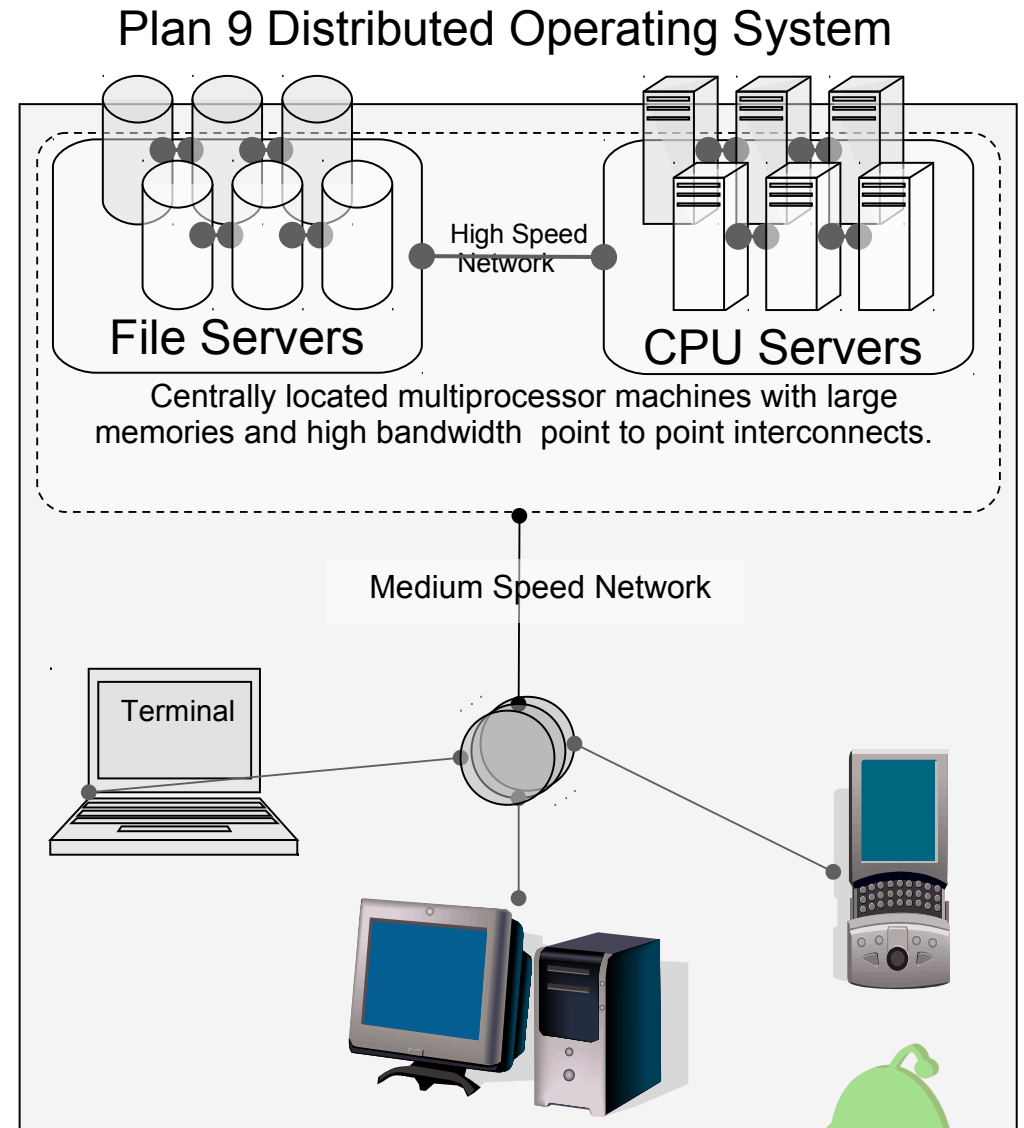 Plan 9 Distributed Operating System
High Speed
Network
File Servers
CPU Servers
Centrally located multiprocessor machines with large
memories and high bandwidth point to point interconnects.
Medium Speed Network
Terminal